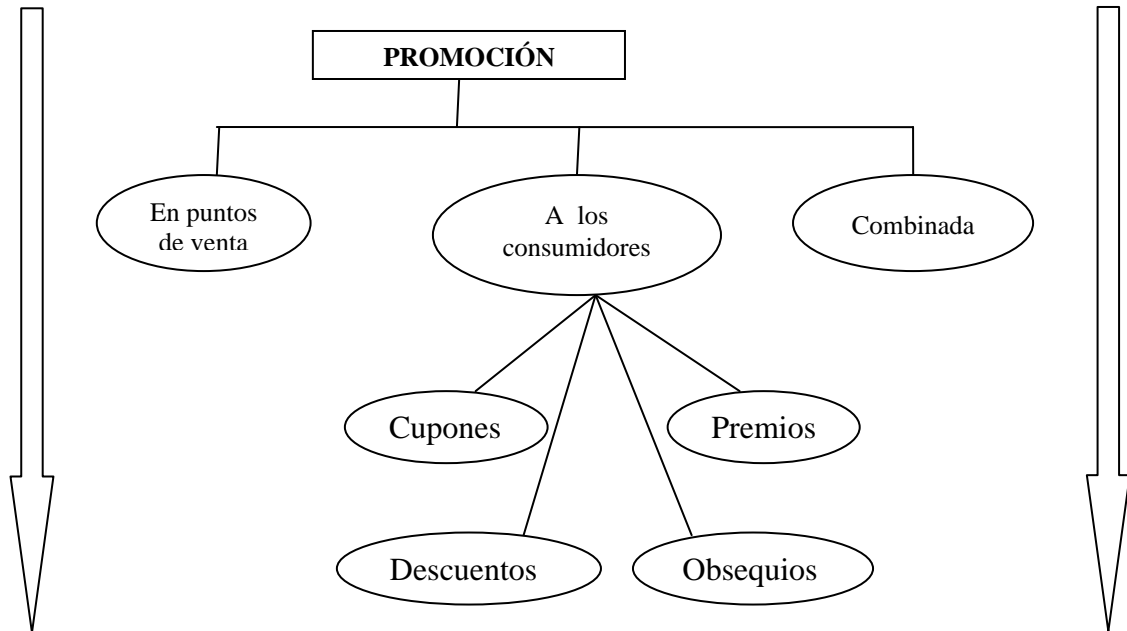 PROMOCIÓN
En puntos
de venta
A los
consumidores
Combinada
Cupones
Premios
Descuentos
Obsequios